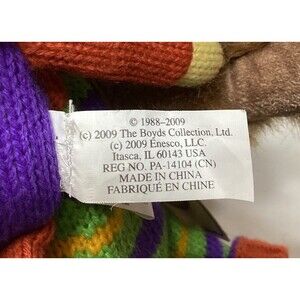 © 1988-2009
(c) 2009 The Boyds Collection, Ltd.
(c) 2009 Enesco, LLC.
Itasca, IL 60143 USA
REG NO. PA-14104 (CN)
MADE IN CHINA
FABRIQUÉ EN CHINE